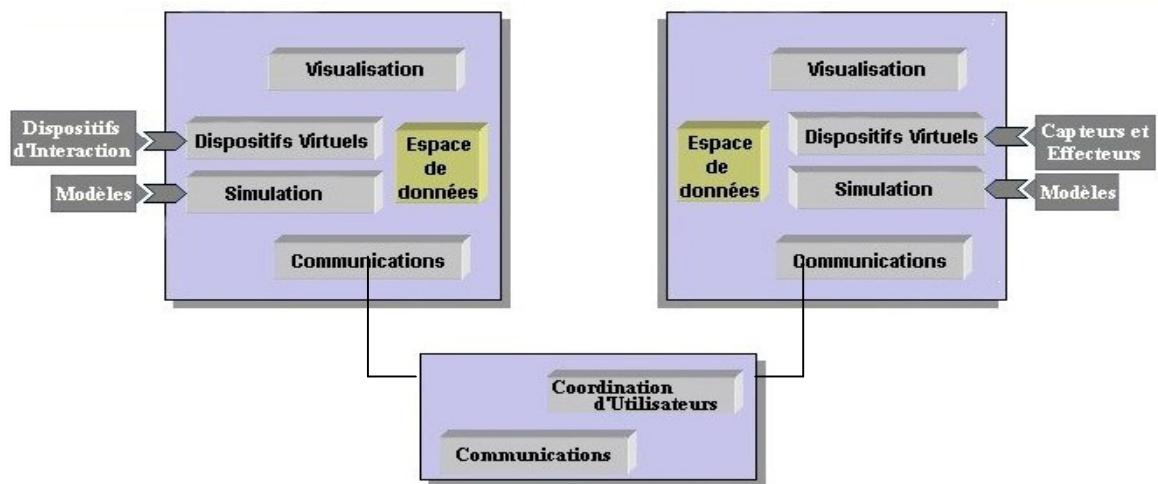 Visualisation
Dispositifs
d'Interaction
Dispositifs Virtuels
Espace
de
données
Modèles
Simulation
Communications
Visualisation
Espace
de
données
Dispositifs Virtuels
Capteurs et
Effecteurs
Simulation
Modèles
Communications
Coordination
d'Utilisateurs
Communications